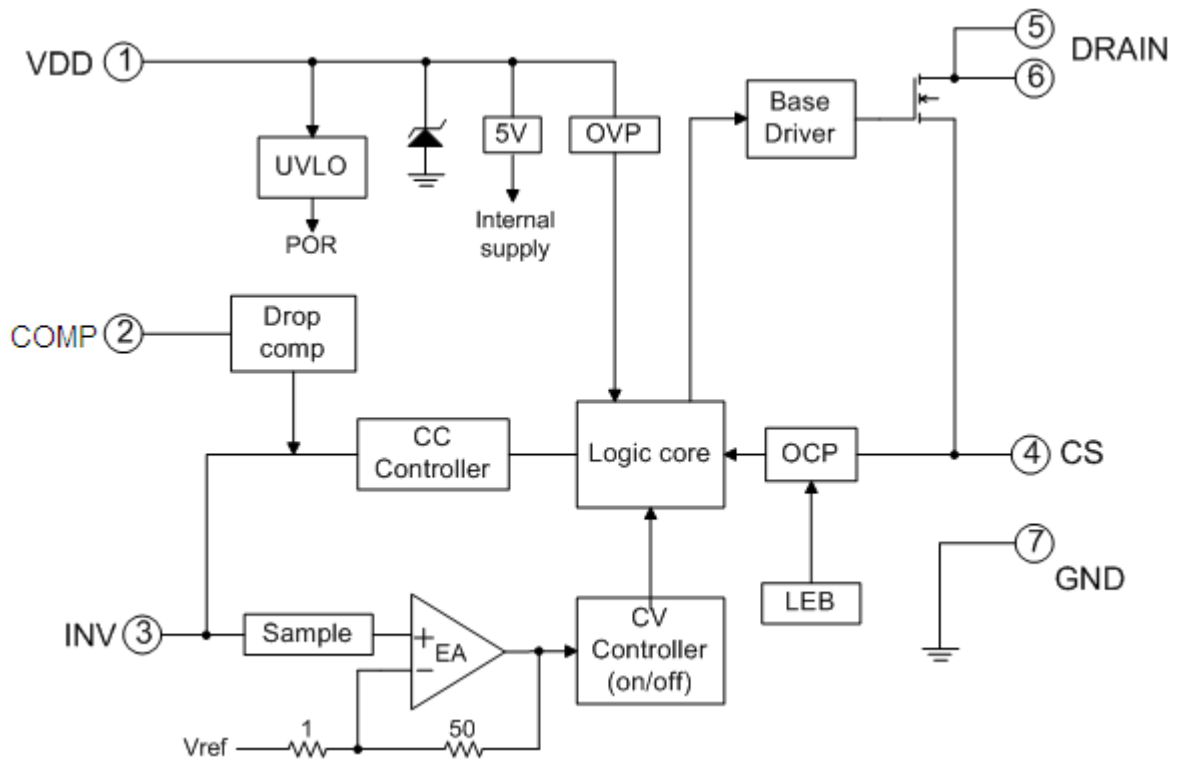 VDD 1
5
DRAIN
6
5V
OVP
Base
Driver
UVLO
Internal
supply
POR
COMP 2
Drop
comp
CC
Controller
Logic core
OCP
4 CS
7
GND
LEB
INV 3
Sample
+
EA
−
CV
Controller
(on/off)
Vref
1
50